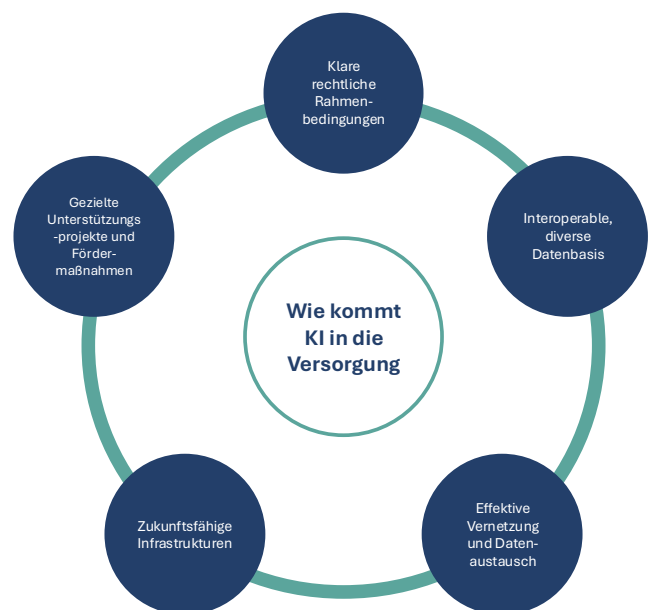 Klare
rechtliche
Rahmen-
bedingungen
Interoperable,
diverse
Datenbasis
Effektive
Vernetzung
und Daten-
austausch
Zukunftsfähige
Infrastrukturen
Gezielte
Unterstützungs
-projekte und
Förder-
maßnahmen
Wie kommt
KI in die
Versorgung